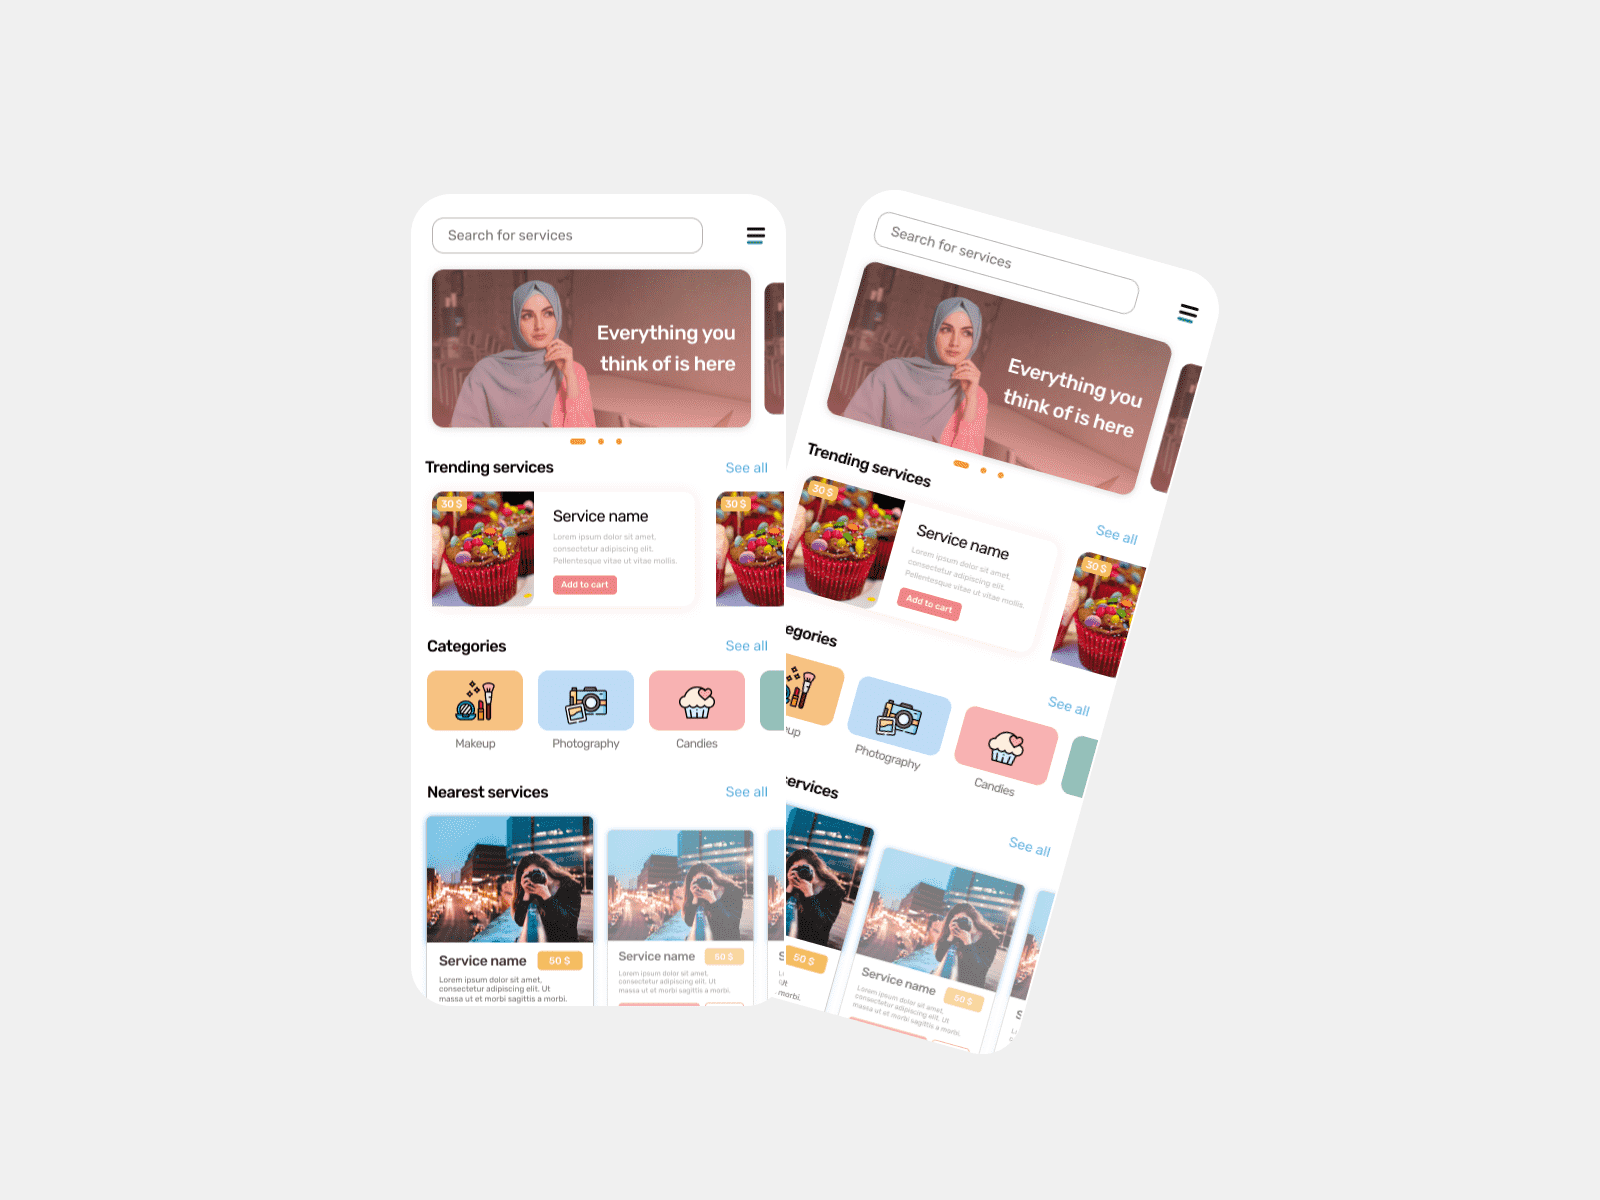 Search for services
Everything you
think of is here
Trending services
See all
30 $
Service name
Lorem ipsum dolor sit amet,
consectetur adipiscing elit.
Pellentesque vitae ut vitae mollis.
Add to cart
30 $
Categories
See all
Makeup
Photography
Candies
Nearest services
See all
Service name
50 $
Lorem ipsum dolor sit amet,
consectetur adipiscing elit. Ut
massa ut et morbi sagittis a morbi.
Service name
50 $
Lorem ipsum dolor sit amet,
consectetur adipiscing elit. Ut
massa ut et morbi sagittis a morbi.
S
Search for services
Everything you
think of is here
Trending services
See all
30 $
Service name
Lorem ipsum dolor sit amet,
consectetur adipiscing elit.
Pellentesque vitae ut vitae mollis.
Add to cart
30 $
egories
See all
up
Photography
Candies
services
See all
50 $
Ut
morbi.
Service name
50 $
Lorem ipsum dolor sit amet,
consectetur adipiscing elit. Ut
massa ut et morbi sagittis a morbi.
S